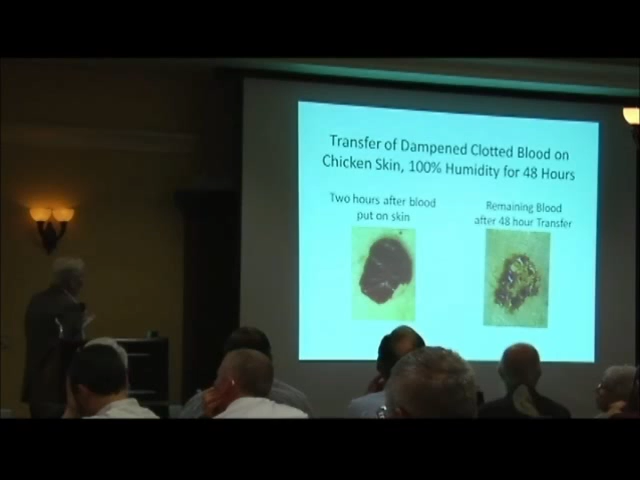 Transfer of Dampened Clotted Blood on
Chicken Skin, 100% Humidity for 48 Hours
Two hours after blood
put on skin
Remaining Blood
after 48 hour Transfer